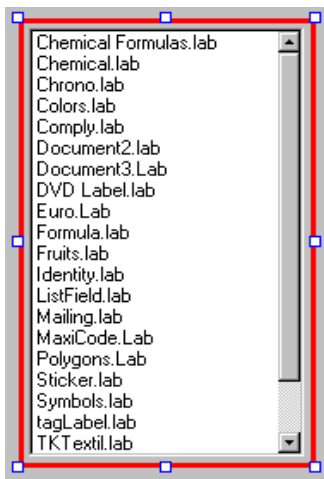 Chemical Formulas.lab
Chemical.lab
Chrono.lab
Colors.lab
Comply.lab
Document2.lab
Document3.Lab
DVD Label.lab
Euro.Lab
Formula.lab
Fruits.lab
Identity.lab
ListField.lab
Mailing.lab
MaxiCode.Lab
Polygons.Lab
Sticker.lab
Symbols.lab
tagLabel.lab
TKTextil.lab